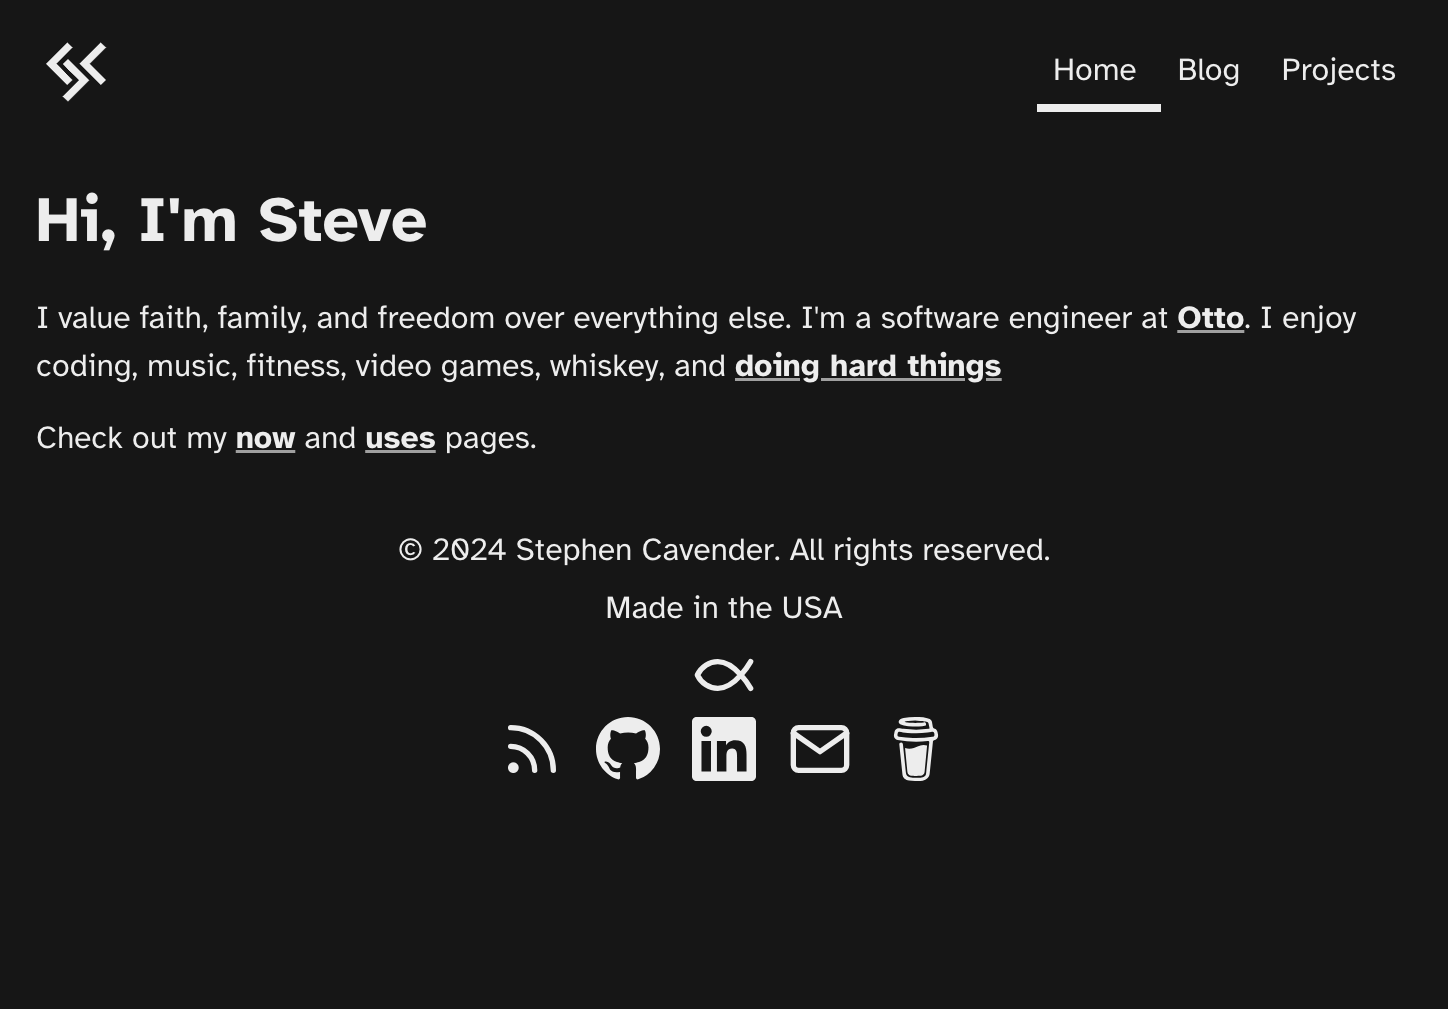 Home Blog Projects
Hi, I'm Steve
I value faith, family, and freedom over everything else. I'm a software engineer at Otto. I enjoy
coding, music, fitness, video games, whiskey, and doing hard things
Check out my now and uses pages.
© 2024 Stephen Cavender. All rights reserved.
Made in the USA
in